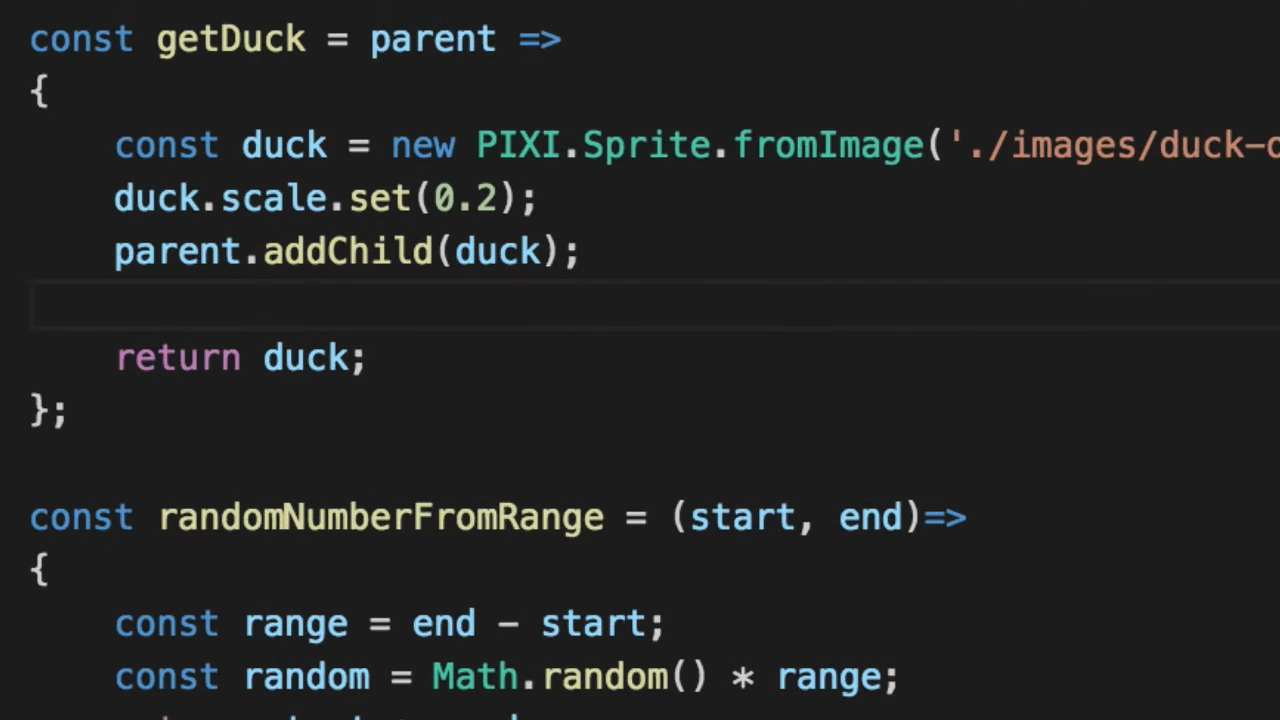 const getDuck = parent =>
{
const duck = new PIXI.Sprite.fromImage('./images/duck-
duck.scale.set(0.2);
parent.addChild(duck);
return duck;
};
const randomNumberFromRange = (start, end)=>
{
const range = end - start;
const random = Math.random() * range;